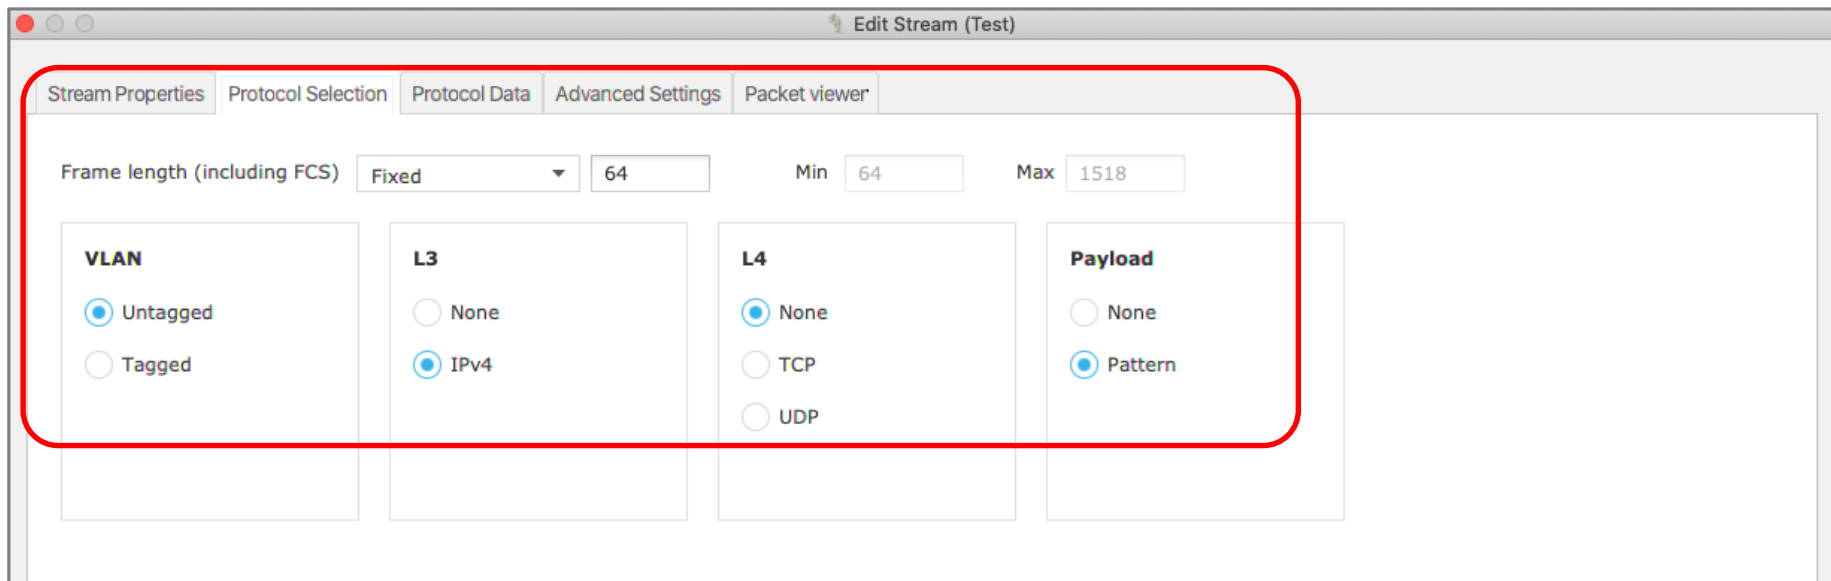 Edit Stream (Test)
Stream Properties Protocol Selection Protocol Data Advanced Settings Packet viewer
Frame length (including FCS) Fixed 64 Min 64 Max 1518
VLAN
Untagged
Tagged
L3
None
IPv4
L4
None
TCP
UDP
Payload
None
Pattern